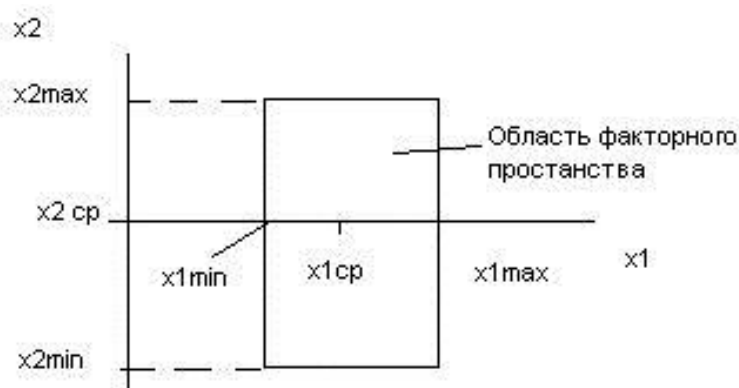 x2
x2max
Область факторного
простанства
x2 ср
x1min
x1ср
x1max
x1
x2min